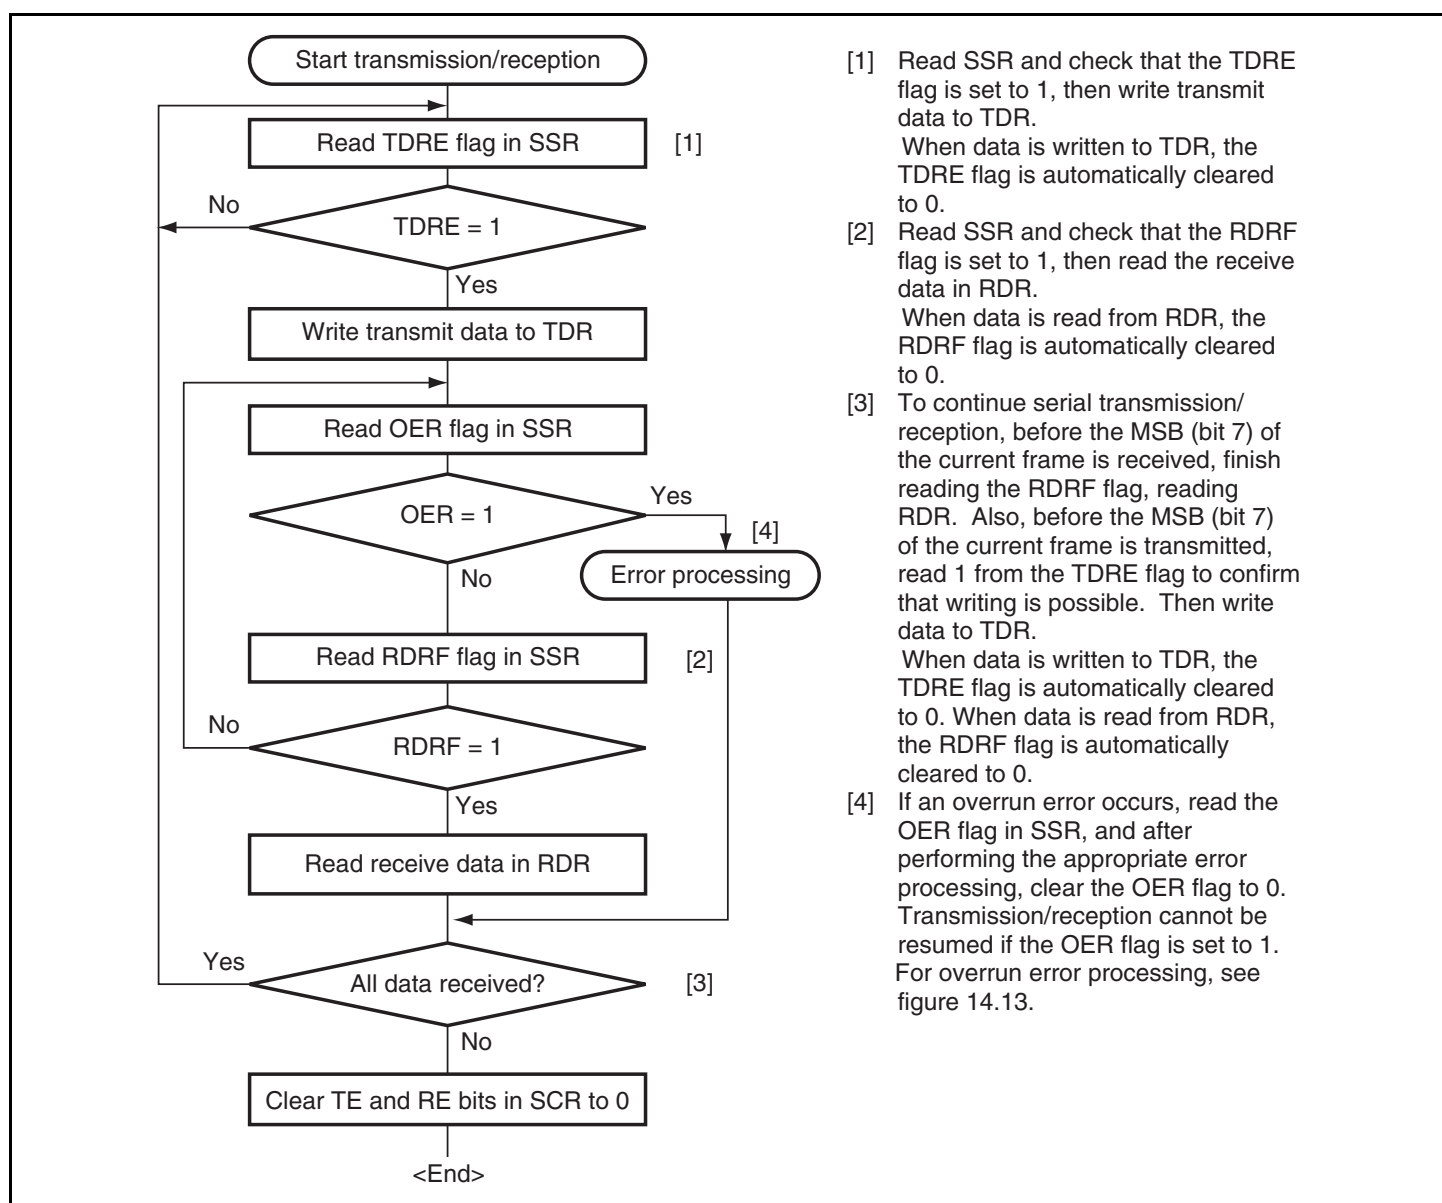 Start transmission/reception
Read TDRE flag in SSR
[1]
No
TDRE = 1
Yes
Write transmit data to TDR
Read OER flag in SSR
OER = 1
Yes
[4]
No
Error processing
Read RDRF flag in SSR
[2]
No
RDRF = 1
Yes
Read receive data in RDR
Yes
All data received?
[3]
No
Clear TE and RE bits in SCR to 0
<End>
[1] Read SSR and check that the TDRE
flag is set to 1, then write transmit
data to TDR.
When data is written to TDR, the
TDRE flag is automatically cleared
to 0.
[2] Read SSR and check that the RDRF
flag is set to 1, then read the receive
data in RDR.
When data is read from RDR, the
RDRF flag is automatically cleared
to 0.
[3] To continue serial transmission/
reception, before the MSB (bit 7) of
the current frame is received, finish
reading the RDRF flag, reading
RDR. Also, before the MSB (bit 7)
of the current frame is transmitted,
read 1 from the TDRE flag to confirm
that writing is possible. Then write
data to TDR.
When data is written to TDR, the
TDRE flag is automatically cleared
to 0. When data is read from RDR,
the RDRF flag is automatically
cleared to 0.
[4] If an overrun error occurs, read the
OER flag in SSR, and after
performing the appropriate error
processing, clear the OER flag to 0.
Transmission/reception cannot be
resumed if the OER flag is set to 1.
For overrun error processing, see
figure 14.13.